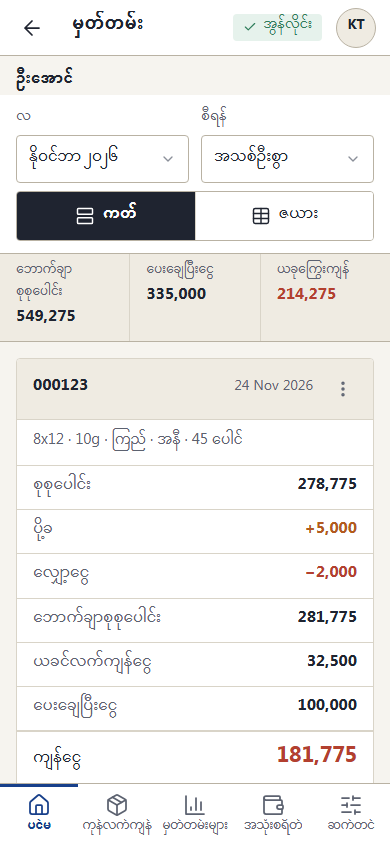 မှတ်တမ်း
အွန်လိုင်း
KT
ဦးအောင်
လ
စီရန်
နိုဝင်ဘာ ၂၀၂၆
အသစ်ဦးစွာ
ကတ်
ဇယား
ဘောက်ချာ စုစုပေါင်း
549,275
ပေးချေပြီးငွေ
335,000
ယခုကြွေးကျန်
214,275
000123
24 Nov 2026
8x12 · 10g · ကြည် · အနီ · 45 ပေါင်
စုစုပေါင်း
278,775
ပို့ခ
+5,000
လျှော့ငွေ
−2,000
ဘောက်ချာစုစုပေါင်း
281,775
ယခင်လက်ကျန်ငွေ
32,500
ပေးချေပြီးငွေ
100,000
ကျန်ငွေ
181,775
ပင်မ
ကုန်လက်ကျန်
မှတ်တမ်းများ
အသုံးစရိတ်
ဆက်တင်